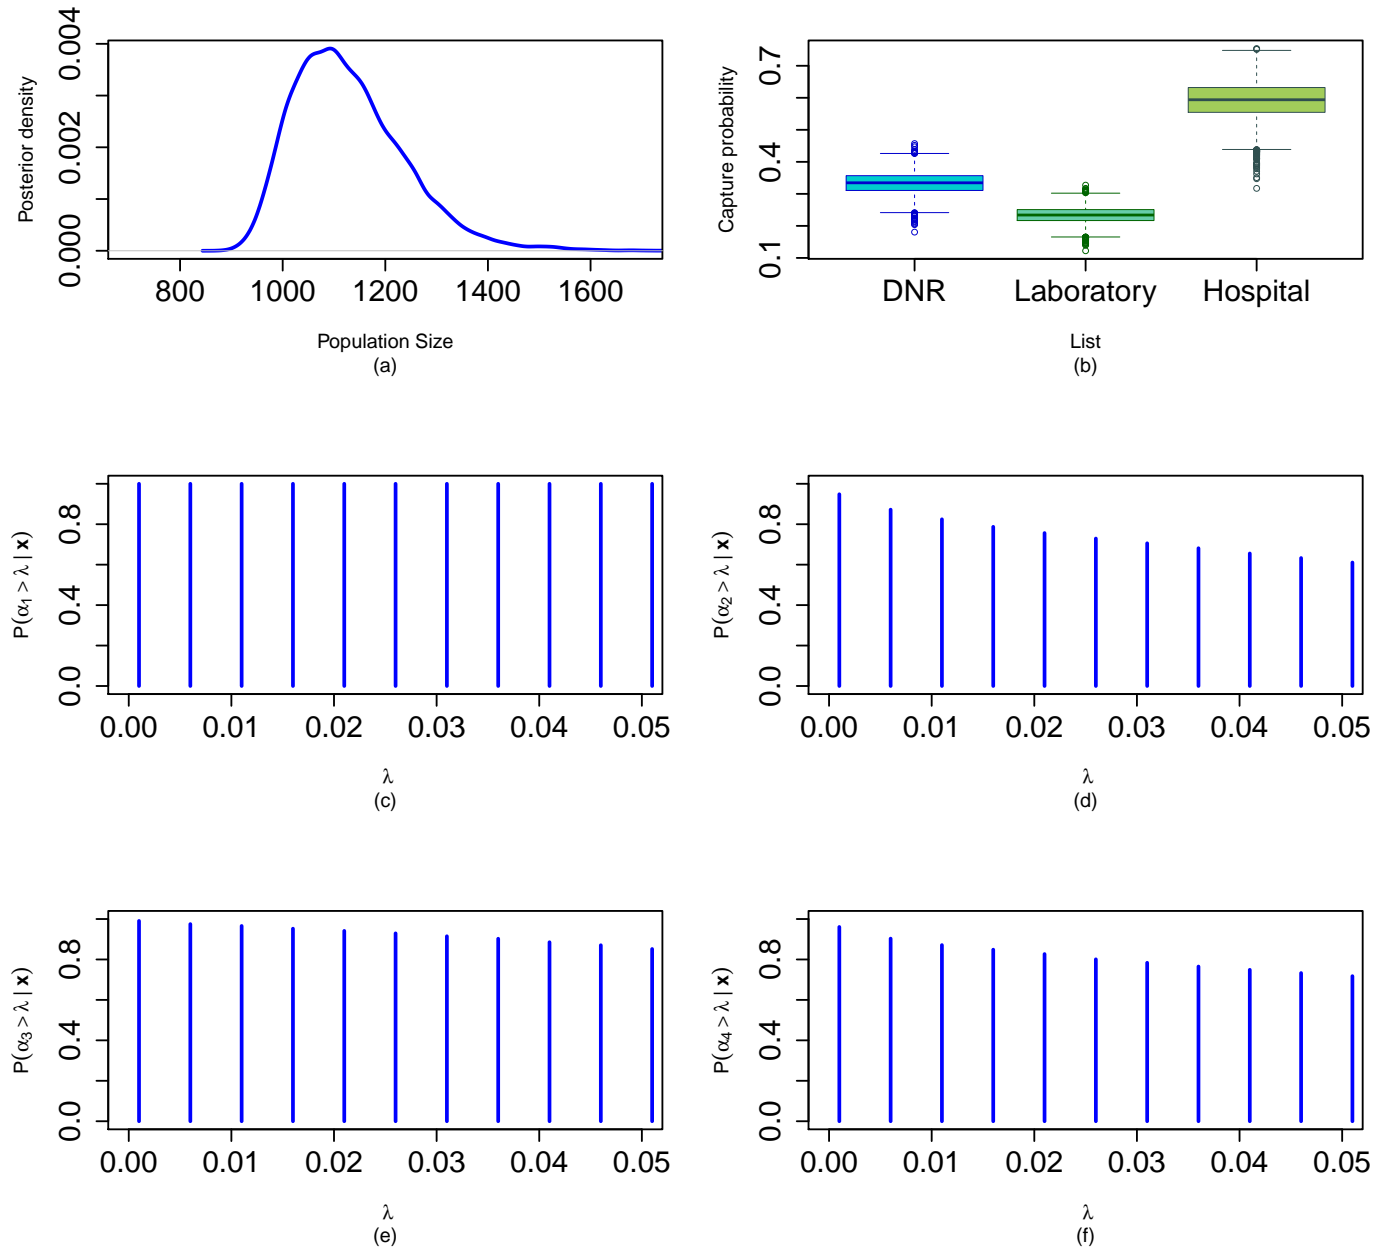 Posterior density
0.000 0.002 0.004
800 1000 1200 1400 1600
Population Size
(a)
Capture probability
0.1 0.4 0.7
DNR Laboratory Hospital
List
(b)
P(α1 > λ | x)
0.0 0.4 0.8
0.00 0.01 0.02 0.03 0.04 0.05
λ
(c)
P(α2 > λ | x)
0.0 0.4 0.8
0.00 0.01 0.02 0.03 0.04 0.05
λ
(d)
P(α3 > λ | x)
0.0 0.4 0.8
0.00 0.01 0.02 0.03 0.04 0.05
λ
(e)
P(α4 > λ | x)
0.0 0.4 0.8
0.00 0.01 0.02 0.03 0.04 0.05
λ
(f)